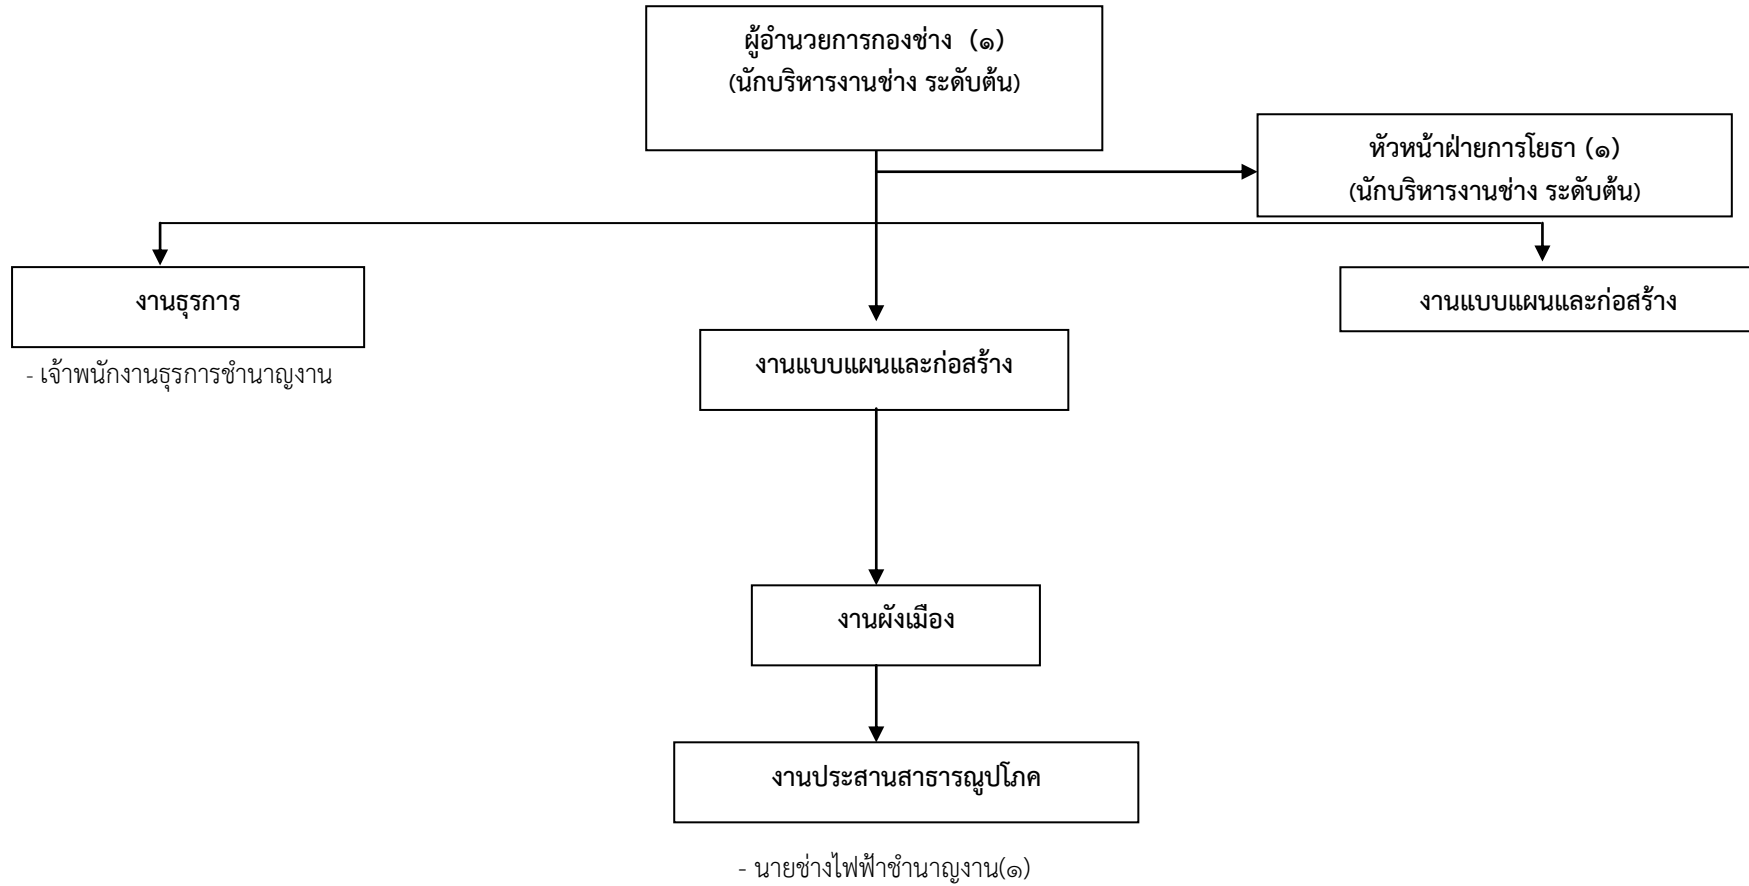 ผู้อำนวยการกองช่าง (๑)
(นักบริหารงานช่าง ระดับต้น)
หัวหน้าฝ่ายการโยธา (๑)
(นักบริหารงานช่าง ระดับต้น)
งานธุรการ
- เจ้าพนักงานธุรการชำนาญงาน
งานแบบแผนและก่อสร้าง
งานแบบแผนและก่อสร้าง
งานผังเมือง
งานประสานสาธารณูปโภค
- นายช่างไฟฟ้าชำนาญงาน(๑)